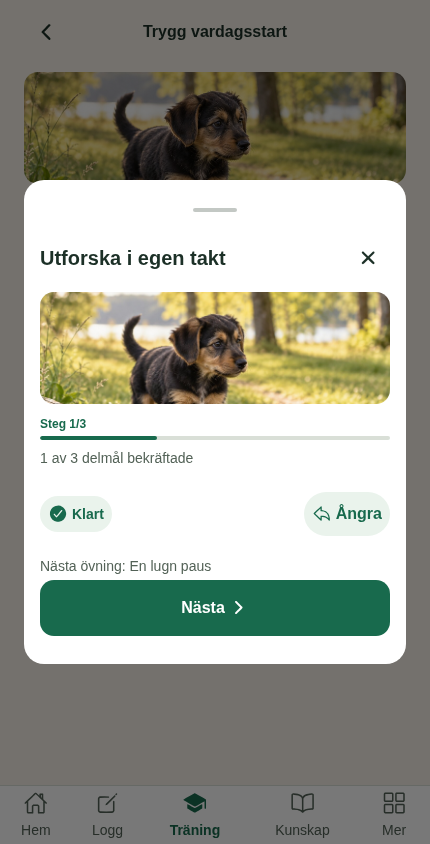 Trygg vardagsstart
Utforska i egen takt
Steg 1/3
1 av 3 delmål bekräftade
Klart
Ångra
Nästa övning: En lugn paus
Nästa
Hem
Logg
Träning
Kunskap
Mer